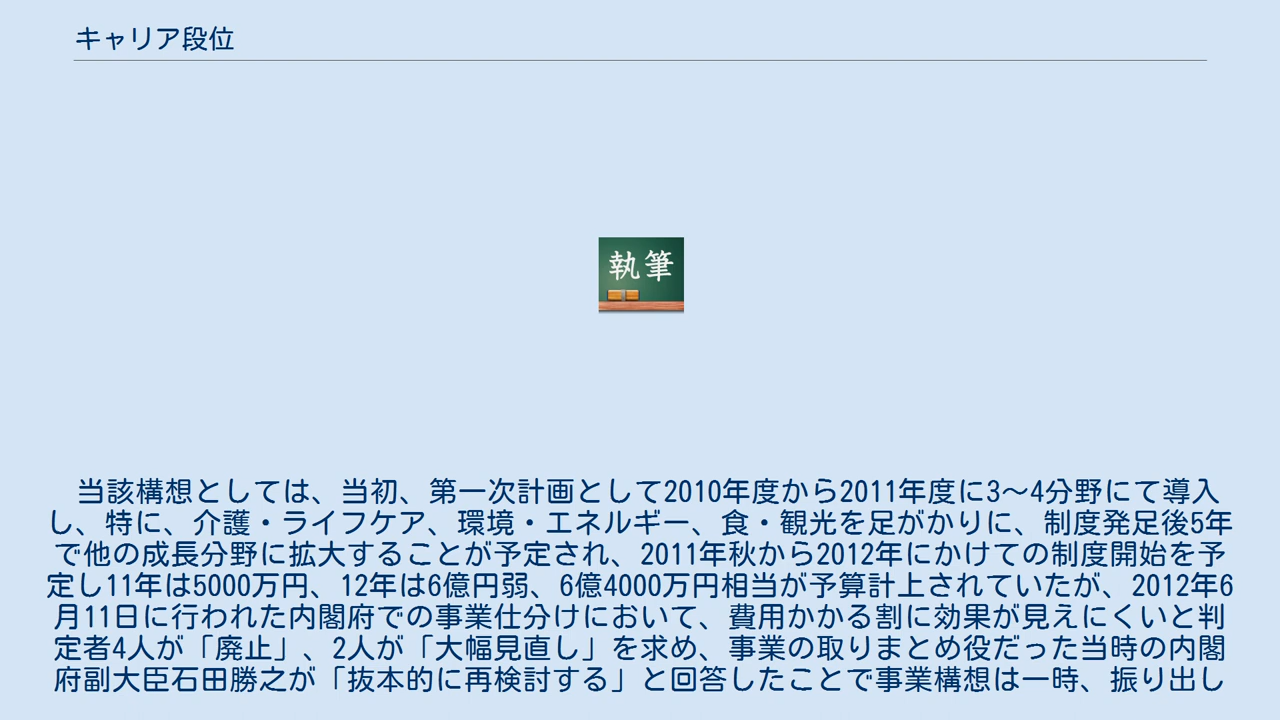 キャリア段位
執筆
当該構想としては、当初、第一次計画として2010年度から2011年度に3〜4分野にて導入
し、特に、介護・ライフケア、環境・エネルギー、食・観光を足がかりに、制度発足後5年
で他の成長分野に拡大することが予定され、2011年秋から2012年にかけての制度開始を予
定し11年は5000万円、12年は6億円弱、6億4000万円相当が予算計上されていたが、2012年6
月11日に行われた内閣府での事業仕分けにおいて、費用かかる割に効果が見えにくいと判
定者4人が「廃止」、2人が「大幅見直し」を求め、事業の取りまとめ役だった当時の内閣
府副大臣石田勝之が「抜本的に再検討する」と回答したことで事業構想は一時、振り出し